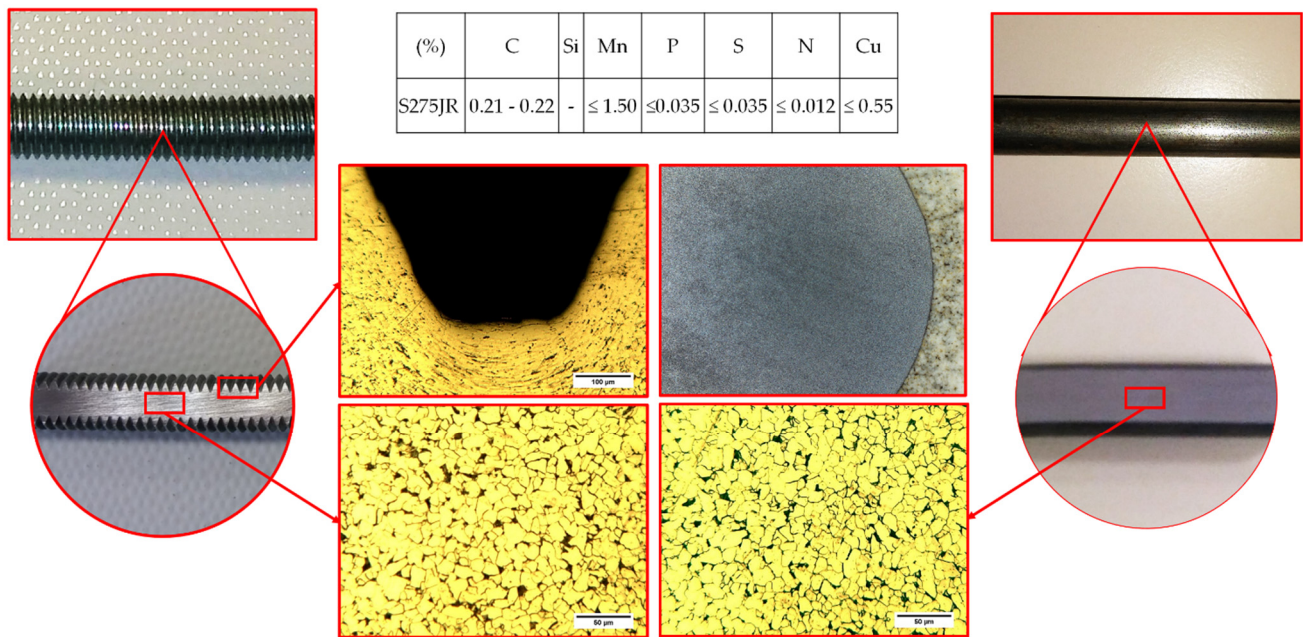 (%) C Si Mn P S N Cu
S275JR 0.21 - 0.22 - ≤ 1.50 ≤0.035 ≤ 0.035 ≤ 0.012 ≤ 0.55
100 µm
50 µm
50 µm